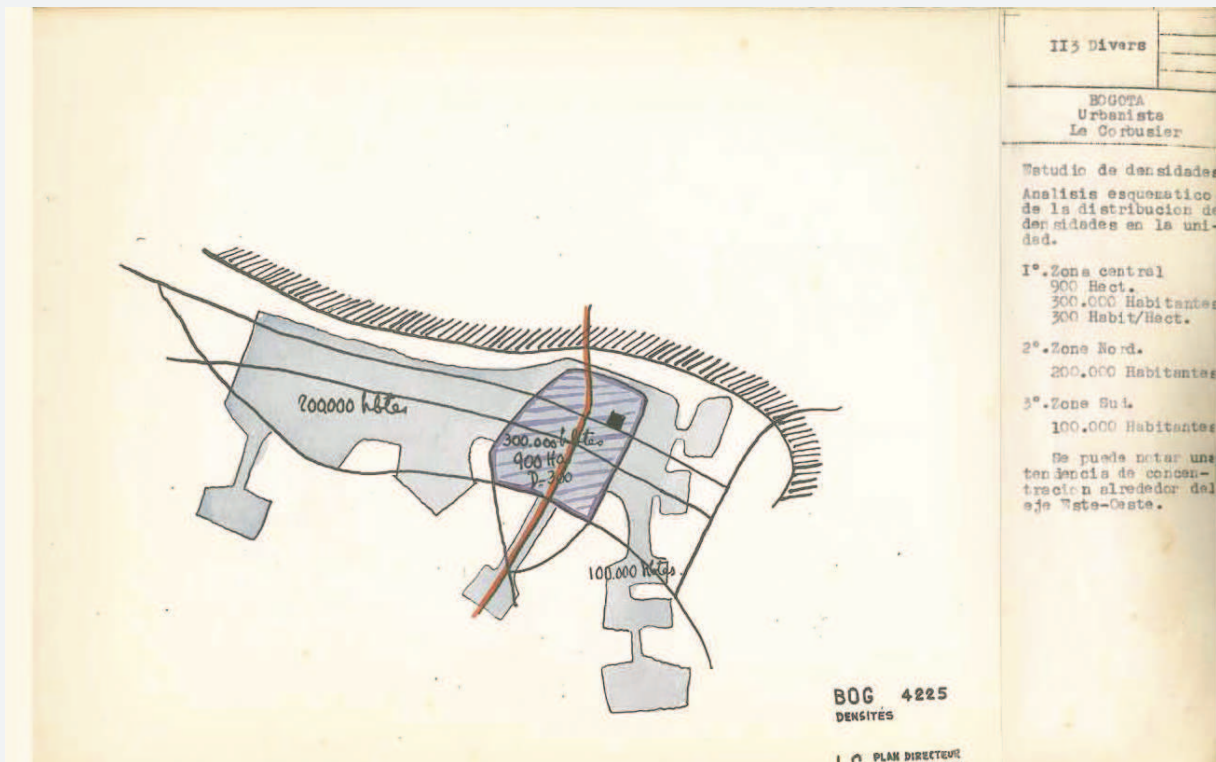 200.000 hbtes
300.000 hbtes
900 Ha
D=300
100.000 hbtes.
BOG 4225
DENSITÉS
PLAN DIRECTEUR
II3 Divers
BOGOTA
Urbanista
Le Corbusier
Estudio de densidades
Analisis esquematico
de la distribucion de
densidades en la uni-
dad.
I°.Zona central
900 Hect.
300.000 Habitantes
300 Habit/Hect.
2°.Zone Nord.
200.000 Habitantes
3°.Zone Sud.
100.000 Habitantes
Se puede notar una
tendencia de concen-
tracion alrededor del
eje Este-Oeste.